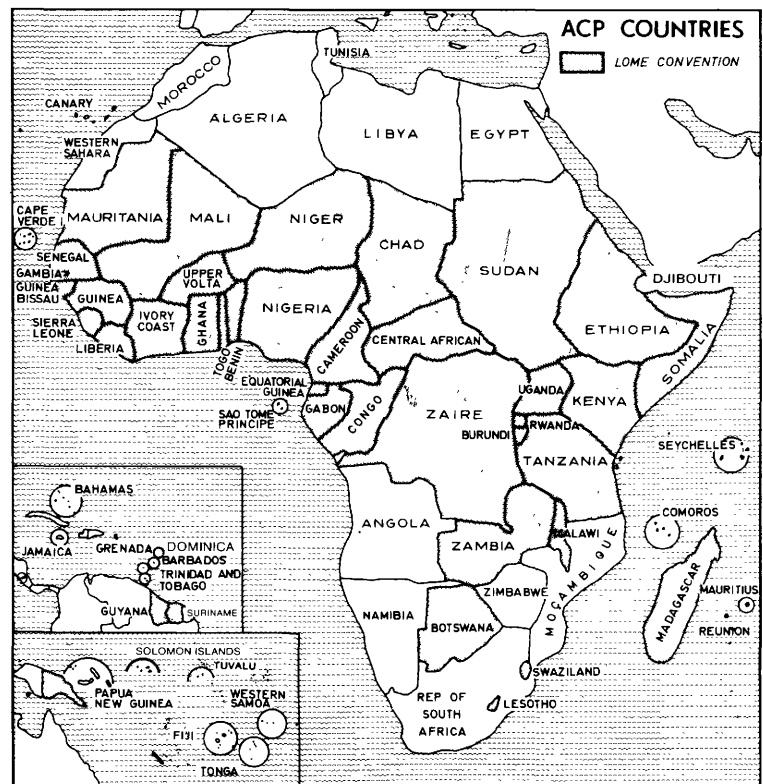 ACP COUNTRIES
LOME CONVENTION
TUNISIA
MOROCCO
CANARY
ALGERIA
LIBYA
EGYPT
WESTERN
SAHARA
CAPE
VERDE
MAURITANIA
MALI
NIGER
CHAD
SUDAN
SENEGAL
GAMBIA
GUINEA
BISSAU
GUINEA
UPPER
VOLTA
DJIBOUTI
SIERRA
LEONE
IVORY
COAST
GHANA
NIGERIA
ETHIOPIA
LIBERIA
TOGO
BENIN
CAMEROON
CENTRAL AFRICAN
SOMALIA
EQUATORIAL
GUINEA
SAO TOME
PRINCIPE
GABON
CONGO
ZAIRE
UGANDA
KENYA
RWANDA
BURUNDI
TANZANIA
SEYCHELLES
BAHAMAS
JAMAICA
GRENADA
DOMINICA
BARBADOS
TRINIDAD AND
TOBAGO
GUYANA
SURINAME
ANGOLA
ZAMBIA
MALAWI
COMOROS
MOÇAMBIQUE
MADAGASCAR
MAURITIUS
REUNION
NAMIBIA
ZIMBABWE
BOTSWANA
SWAZILAND
LESOTHO
REP OF
SOUTH
AFRICA
SOLOMON ISLANDS
TUVALU
PAPUA
NEW GUINEA
WESTERN
SAMOA
FIJI
TONGA